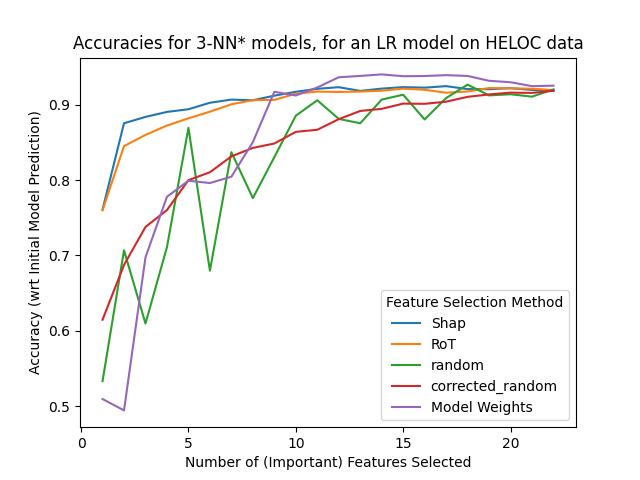 Accuracies for 3-NN* models, for an LR model on HELOC data
Accuracy (wrt Initial Model Prediction)
0.9
0.8
0.7
0.6
0.5
Feature Selection Method
Shap
RoT
random
corrected_random
Model Weights
0 5 10 15 20
Number of (Important) Features Selected